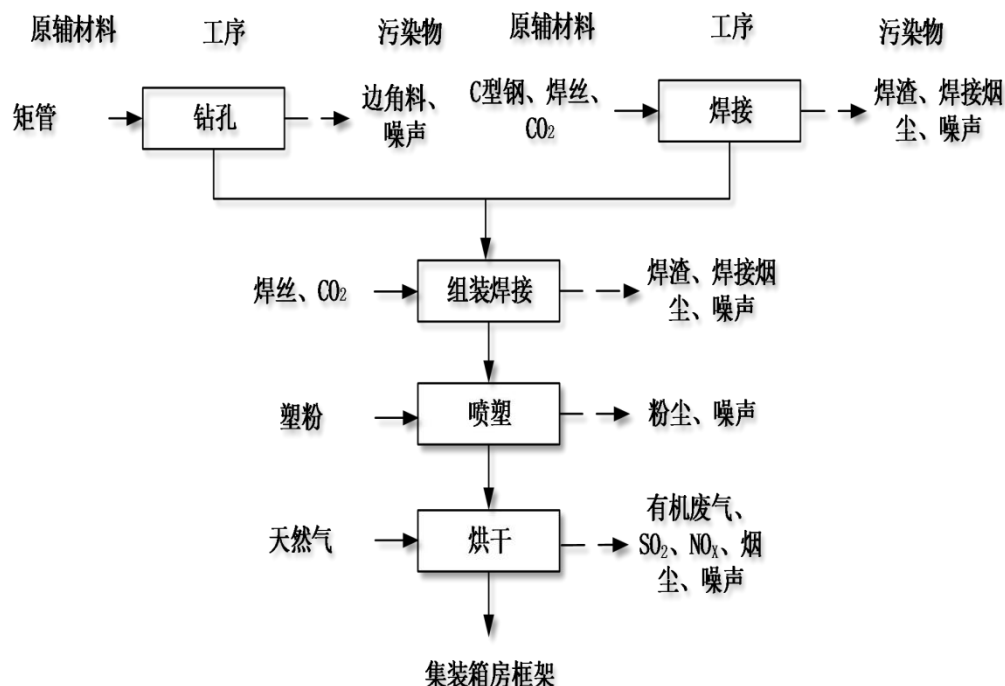 原辅材料 工序 污染物 原辅材料 工序 污染物
矩管 钻孔 边角料、
噪声
C型钢、焊丝、
CO₂
焊接 焊渣、焊接烟
尘、噪声
焊丝、CO₂ 组装焊接 焊渣、焊接烟
尘、噪声
塑粉 喷塑 粉尘、噪声
天然气 烘干 有机废气、
SO₂、NOₓ、烟
尘、噪声
集装箱房框架